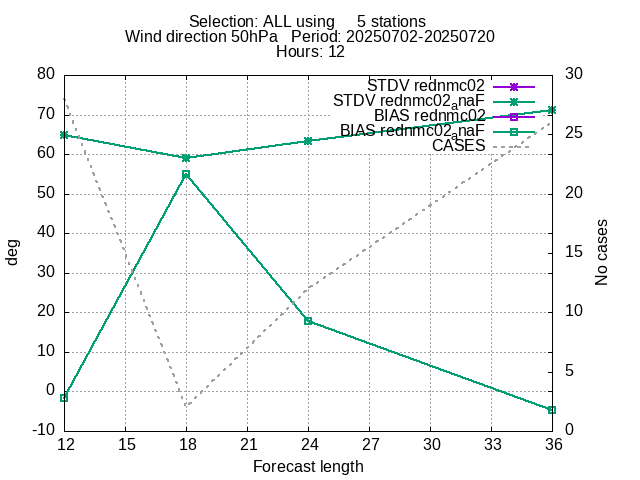 Selection: ALL using     5 stations
Wind direction 50hPa   Period: 20250702-20250720
Hours: 12
80 30
STDV rednmc02
STDV rednmc02anaF
BIAS rednmc02
BIAS rednmc02anaF
CASES
70
60
50
40
30
20
10
0
-10
25
20
15
10
5
0
deg
No cases
12 15 18 21 24 27 30 33 36
Forecast length